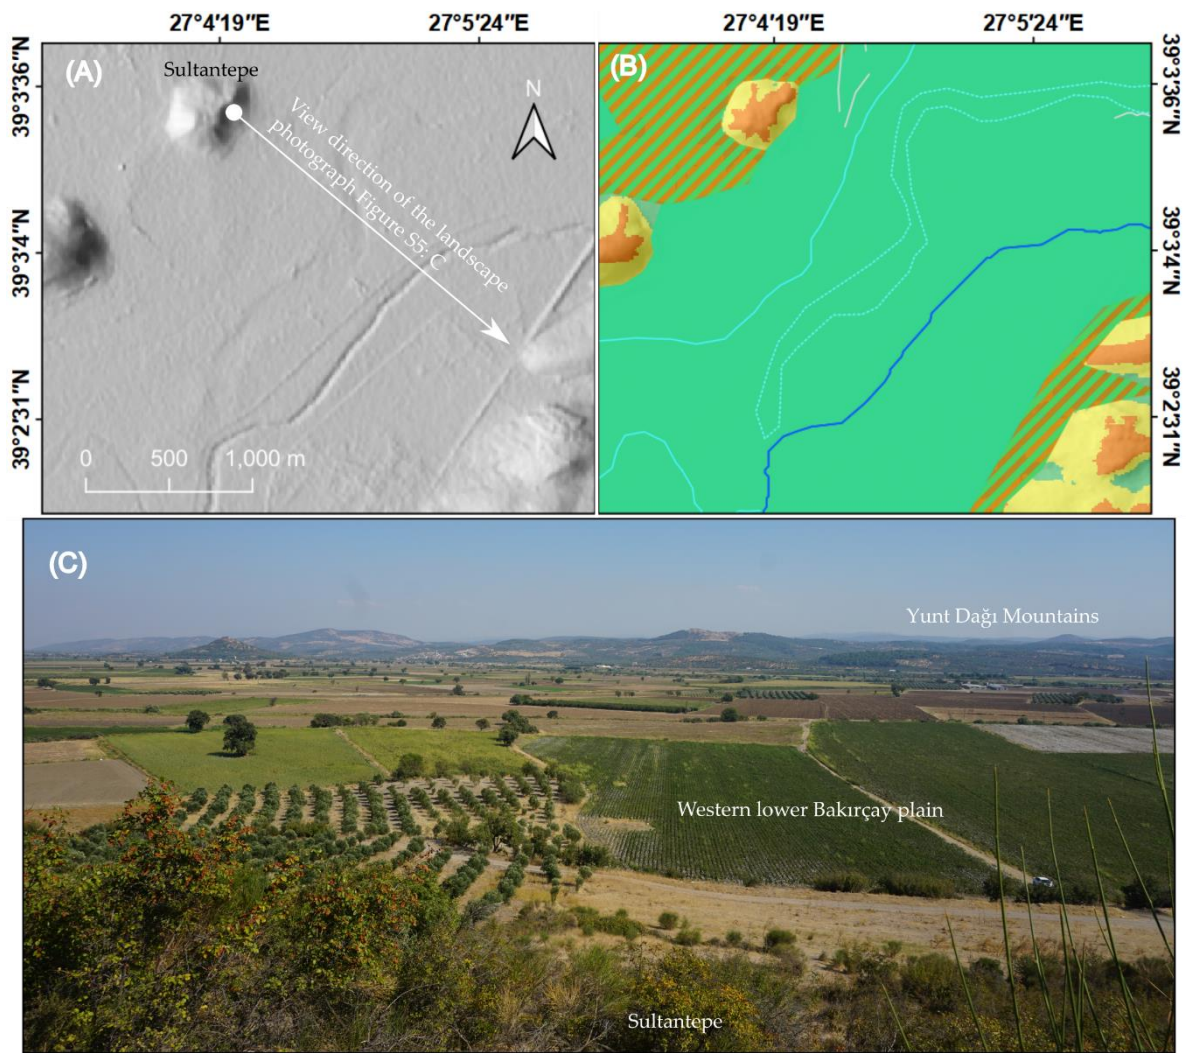 27°4'19"E
27°5'24"E
27°4'19"E
27°5'24"E
(A)
Sultantepe
N
View direction of the landscape
photograph Figure S5: C
39°3'36"N
39°3'4"N
39°2'31"N
0
500
1,000 m
(B)
39°3'36"N
39°3'4"N
39°2'31"N
(C)
Yunt Dağı Mountains
Western lower Bakırçay plain
Sultantepe